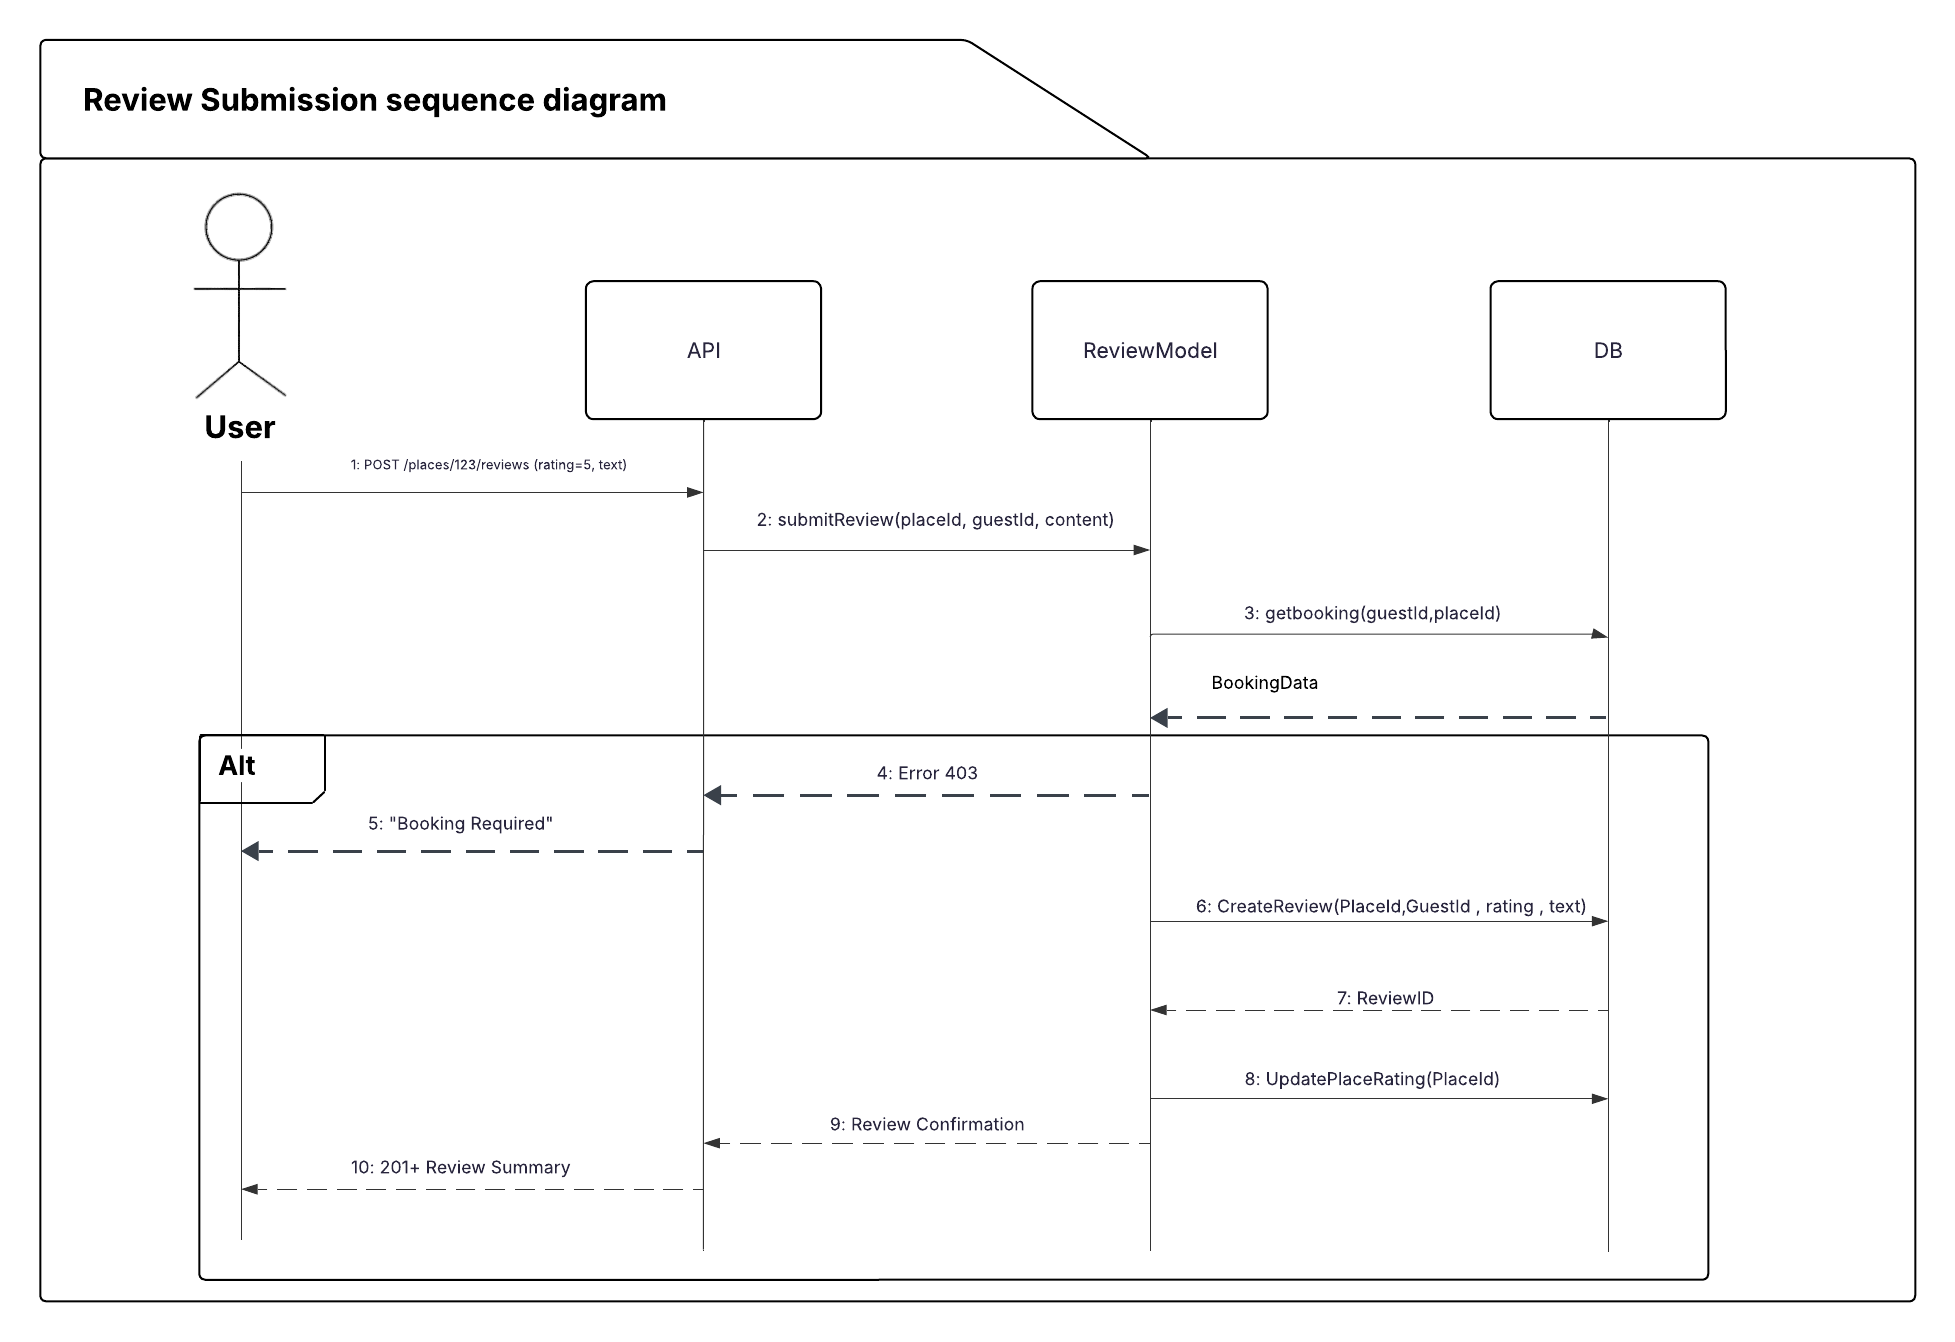 Review Submission sequence diagram
User
API
ReviewModel
DB
1: POST /places/123/reviews (rating=5, text)
2: submitReview(placeId, guestId, content)
3: getbooking(guestId,placeId)
BookingData
Alt
4: Error 403
5: "Booking Required"
6: CreateReview(PlaceId,GuestId , rating , text)
7: ReviewID
8: UpdatePlaceRating(PlaceId)
9: Review Confirmation
10: 201+ Review Summary